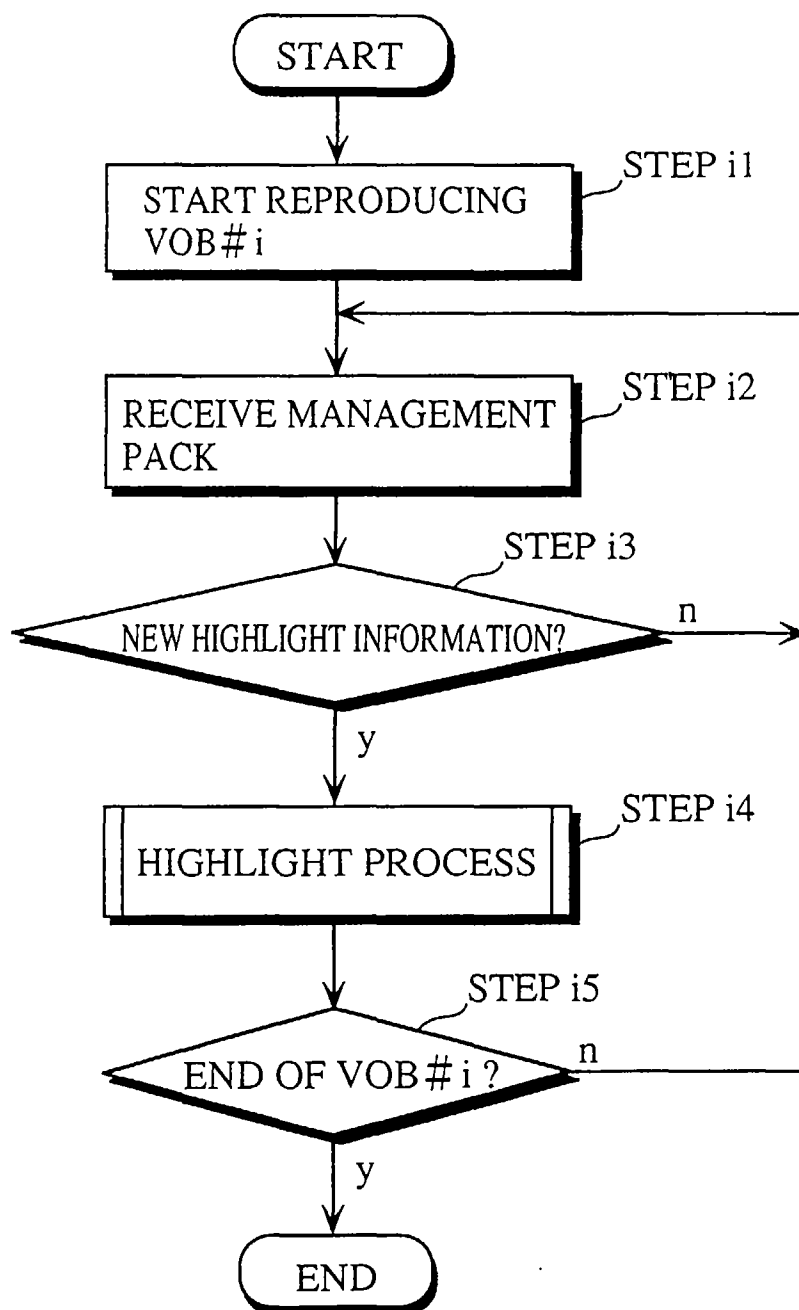 START
STEP i1
START REPRODUCING
VOB# i
STEP i2
RECEIVE MANAGEMENT
PACK
STEP i3
NEW HIGHLIGHT INFORMATION?
n
y
STEP i4
HIGHLIGHT PROCESS
STEP i5
END OF VOB# i ?
n
y
END